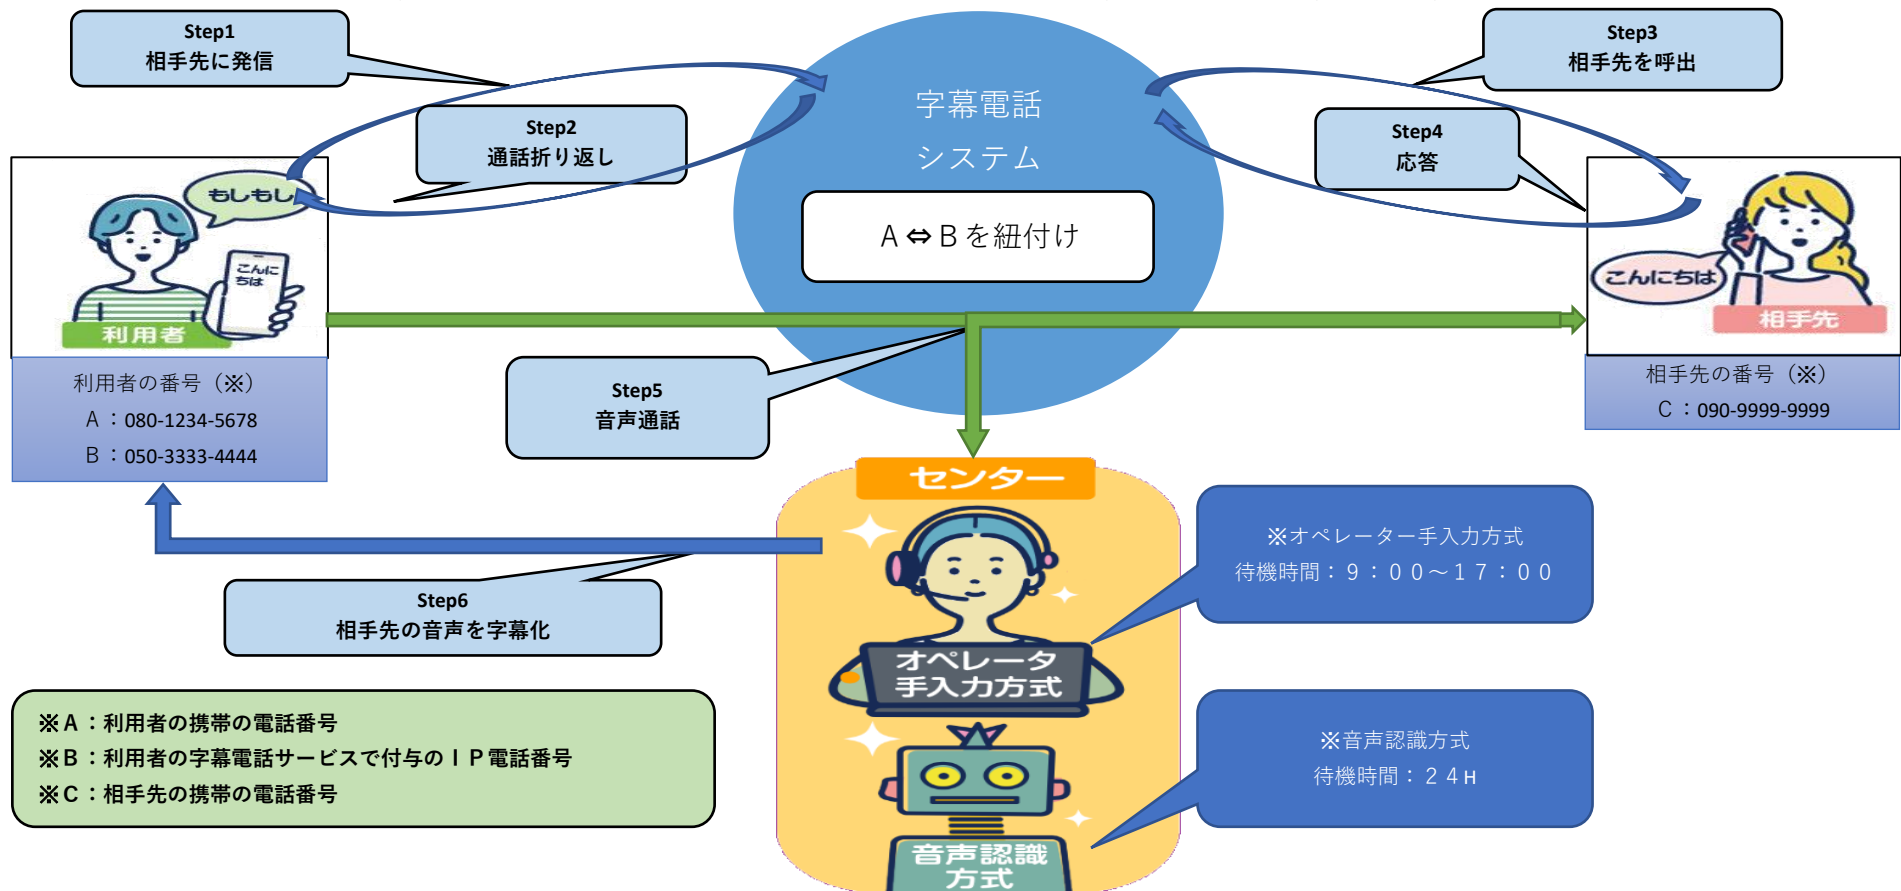 Step1
相手先に発信
Step2
通話折り返し
字幕電話
システム
A⇔Bを紐付け
Step3
相手先を呼出
Step4
応答
もしもし
こんに
ちは
利用者
こんにちは
相手先
利用者の番号（※）
A：080-1234-5678
B：050-3333-4444
相手先の番号（※）
C：090-9999-9999
Step5
音声通話
センター
オペレータ
手入力方式
※オペレーター手入力方式
待機時間：９：００～１７：００
Step6
相手先の音声を字幕化
※A：利用者の携帯の電話番号
※B：利用者の字幕電話サービスで付与のＩＰ電話番号
※C：相手先の携帯の電話番号
音声認識
方式
※音声認識方式
待機時間：２４H